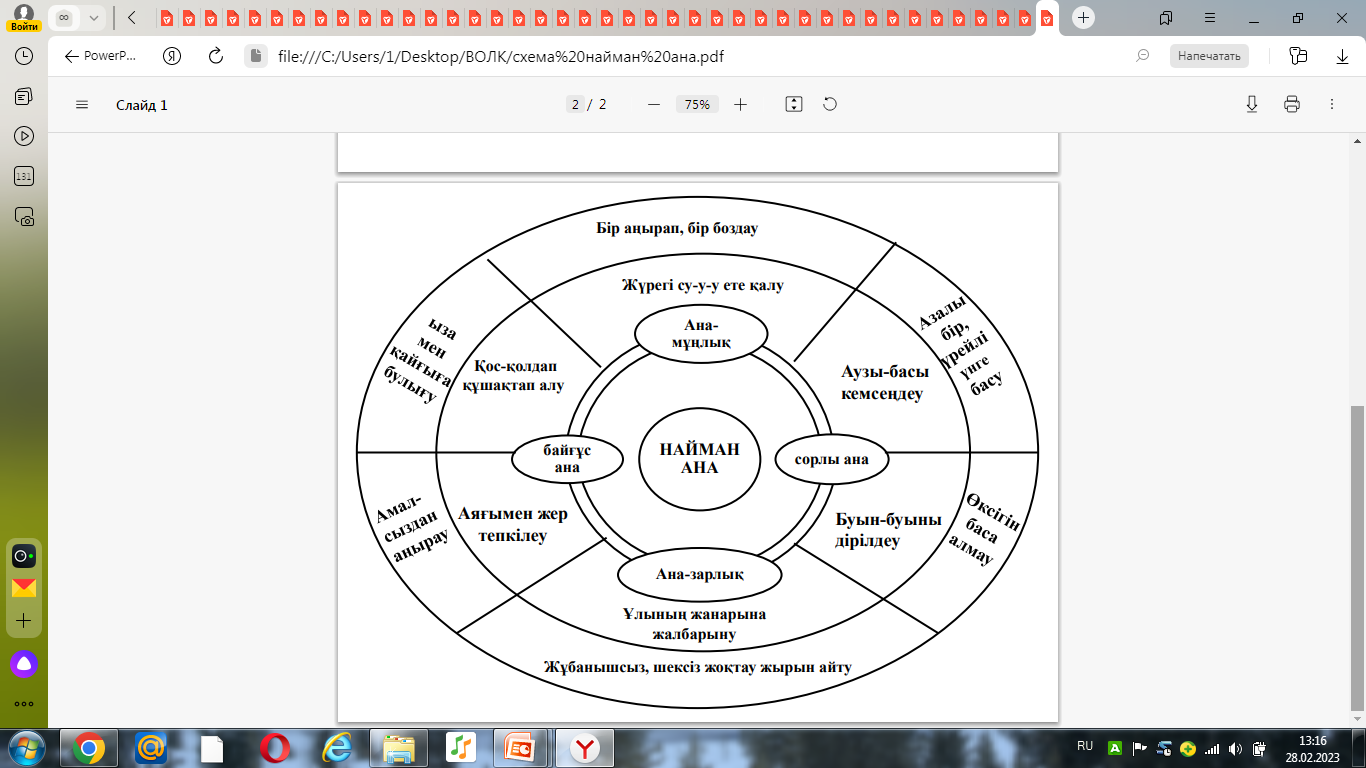 Войти
∞
PowerP...
Я
file:///C:/Users/1/Desktop/ВОЛК/схема%20найман%20ана.pdf
Напечатать
Слайд 1
2 / 2
75%
131
Бір аңырап, бір боздау
Жүрегі су-у-у ете қалу
Ана-
мұңлық
ыза
мен
қайғыға
булығу
Қос-қолдап
құшақтап алу
Аузы-басы
кемсеңдеу
Азалы
бір,
үрейлі
үнге
басу
байғұс
ана
НАЙМАН
АНА
сорлы ана
Амал-
сыздан
аңырау
Аяғымен жер
тепкілеу
Буын-буыны
дірілдеу
Өксігін
баса
алмау
Ана-зарлық
Ұлының жанарына
жалбарыну
Жұбанышсыз, шексіз жоқтау жырын айту
RU
13:16
28.02.2023